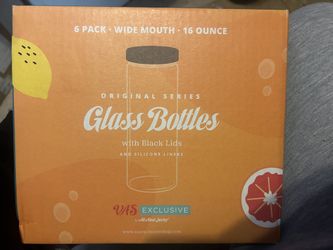 6 PACK • WIDE MOUTH • 16 OUNCE
ORIGINAL SERIES
Glass Bottles
with Black Lids
AND SILICONE LINERS
EXCLUSIVE